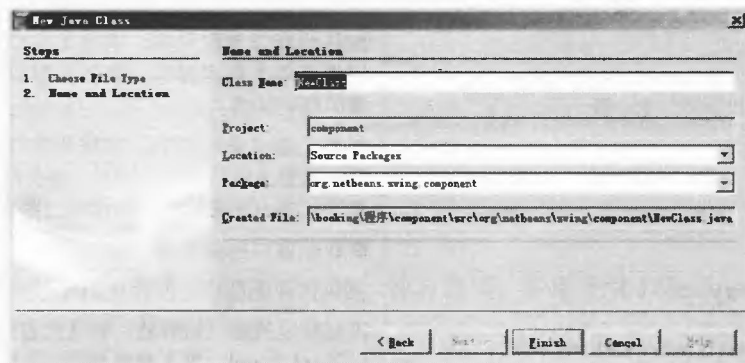 New Java Class
Steps
1. Choose File Type
2. Name and Location
Name and Location
Class Name: NewClass
Project: component
Location: Source Packages
Package: org.netbeans.swing.component
Created File: \booking\程序\component\src\org\netbeans\swing\component\NewClass.java
< Back Next > Finish Cancel Help